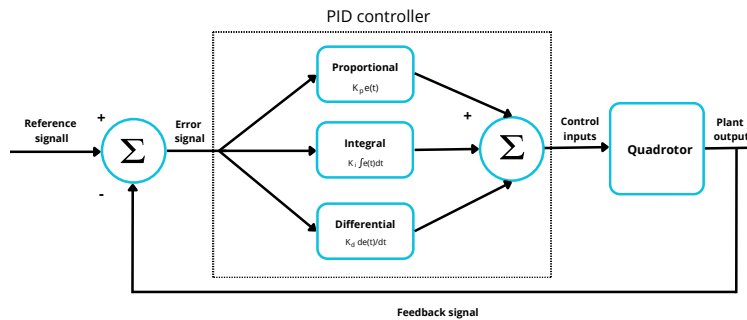 PID controller
Proportional
Kp e(t)
+
Reference
signall
+
Error
signal
Σ
-
Integral
Ki ∫e(t)dt
Σ
Control
inputs
Quadrotor
Plant
output
Differential
Kd de(t)/dt
Feedback signal